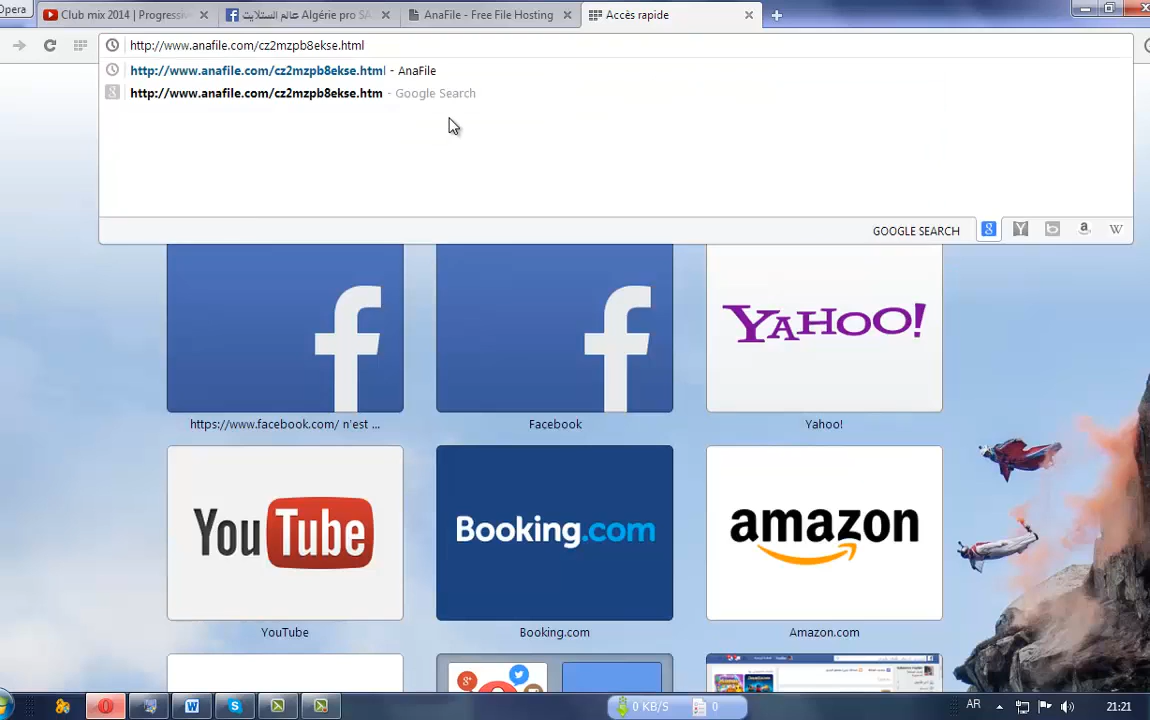 Opera
Club mix 2014 | Progressiv
عالم الستلايت Algérie pro SA
AnaFile - Free File Hosting
Accès rapide
http://www.anafile.com/cz2mzpb8ekse.html
http://www.anafile.com/cz2mzpb8ekse.html - AnaFile
http://www.anafile.com/cz2mzpb8ekse.htm - Google Search
GOOGLE SEARCH
YAHOO!
https://www.facebook.com/ n'est ...
Facebook
Yahoo!
YouTube
Booking.com
amazon
YouTube
Booking.com
Amazon.com
0 KB/S
0
AR
21:21